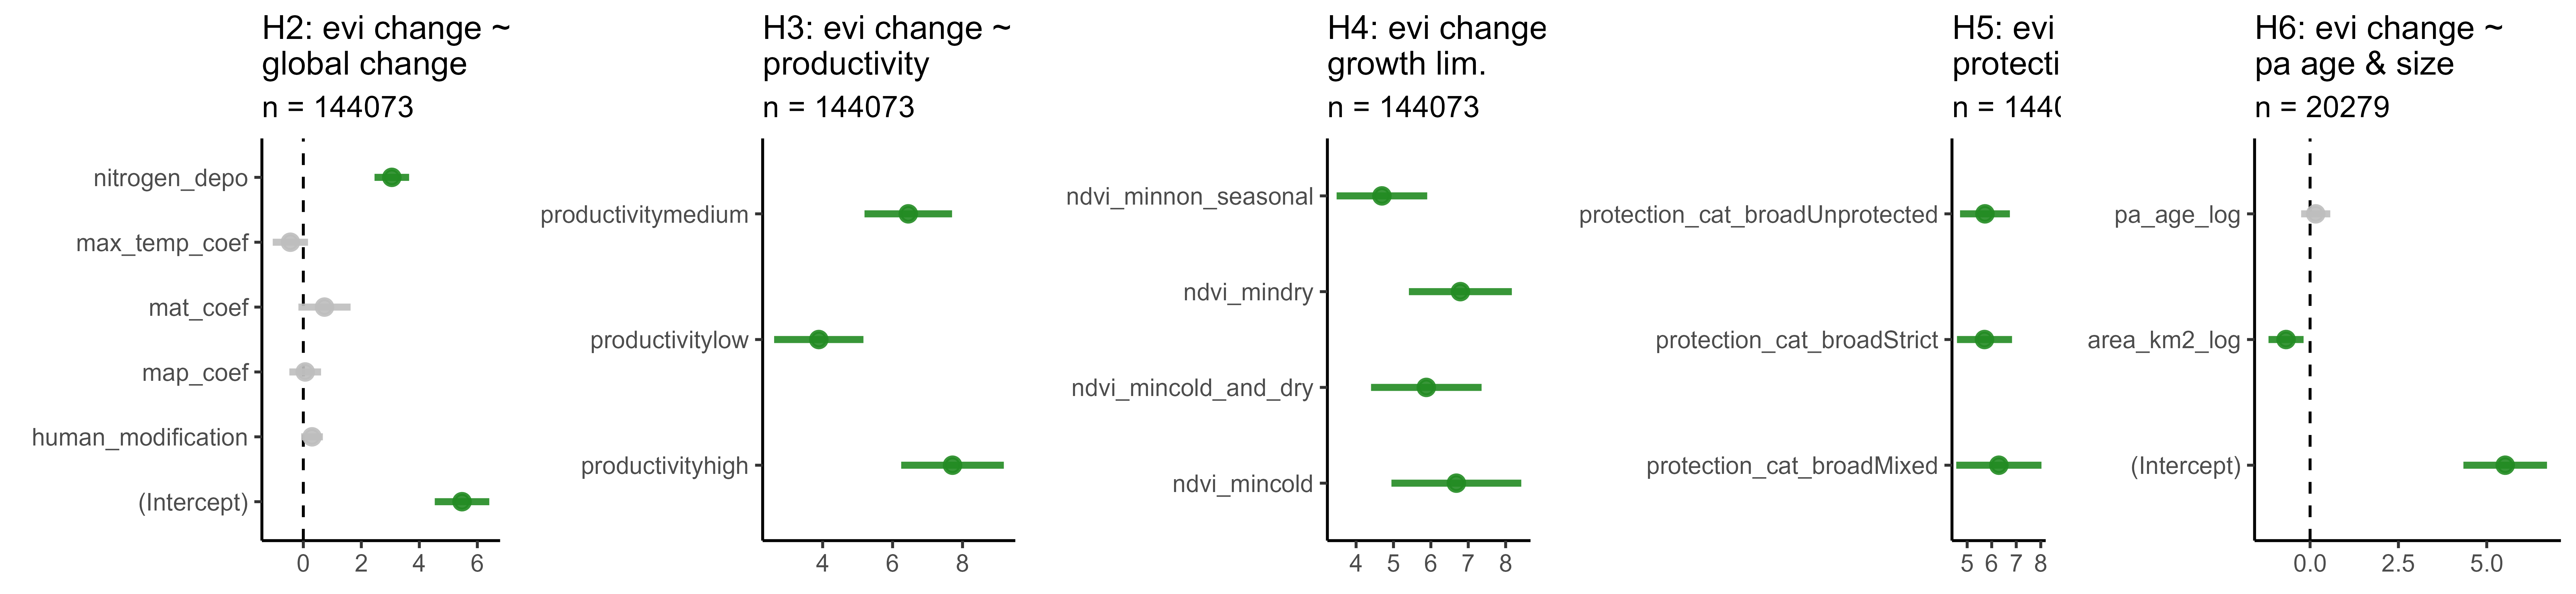 H2: evi change ~
global change
n = 144073
nitrogen_depo
max_temp_coef
mat_coef
map_coef
human_modification
(Intercept)
0 2 4 6
H3: evi change ~
productivity
n = 144073
productivitymedium
productivitylow
productivityhigh
4 6 8
H4: evi change
growth lim.
n = 144073
ndvi_minnon_seasonal
ndvi_mindry
ndvi_mincold_and_dry
ndvi_mincold
4 5 6 7 8
H5: evi
protecti
n = 144
protection_cat_broadUnprotected
protection_cat_broadStrict
protection_cat_broadMixed
5 6 7 8
H6: evi change ~
pa age & size
n = 20279
pa_age_log
area_km2_log
(Intercept)
0.0 2.5 5.0